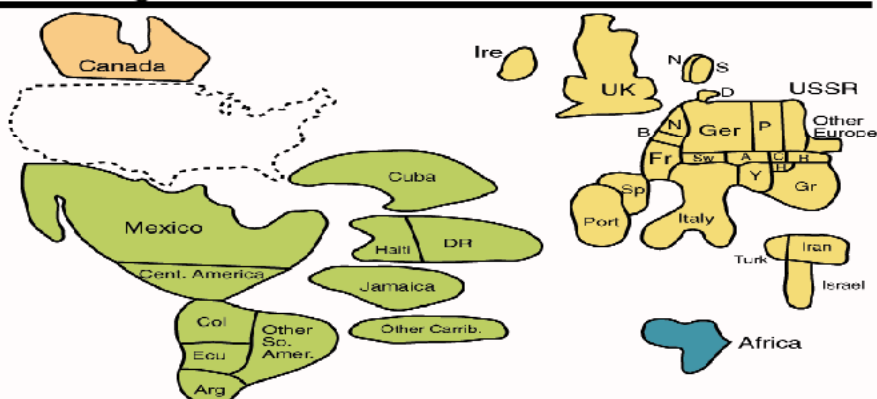 Canada
Ire
UK
N
S
D
USSR
Other
Europe
B
N
Ger
P
Fr
Sw
A
C
R
H
Y
Gr
Sp
Port
Italy
Cuba
Mexico
Haiti
DR
Cent. America
Jamaica
Turk
Iran
Israel
Col
Other
So.
Amer.
Other Carrib.
Ecu
Arg
Africa